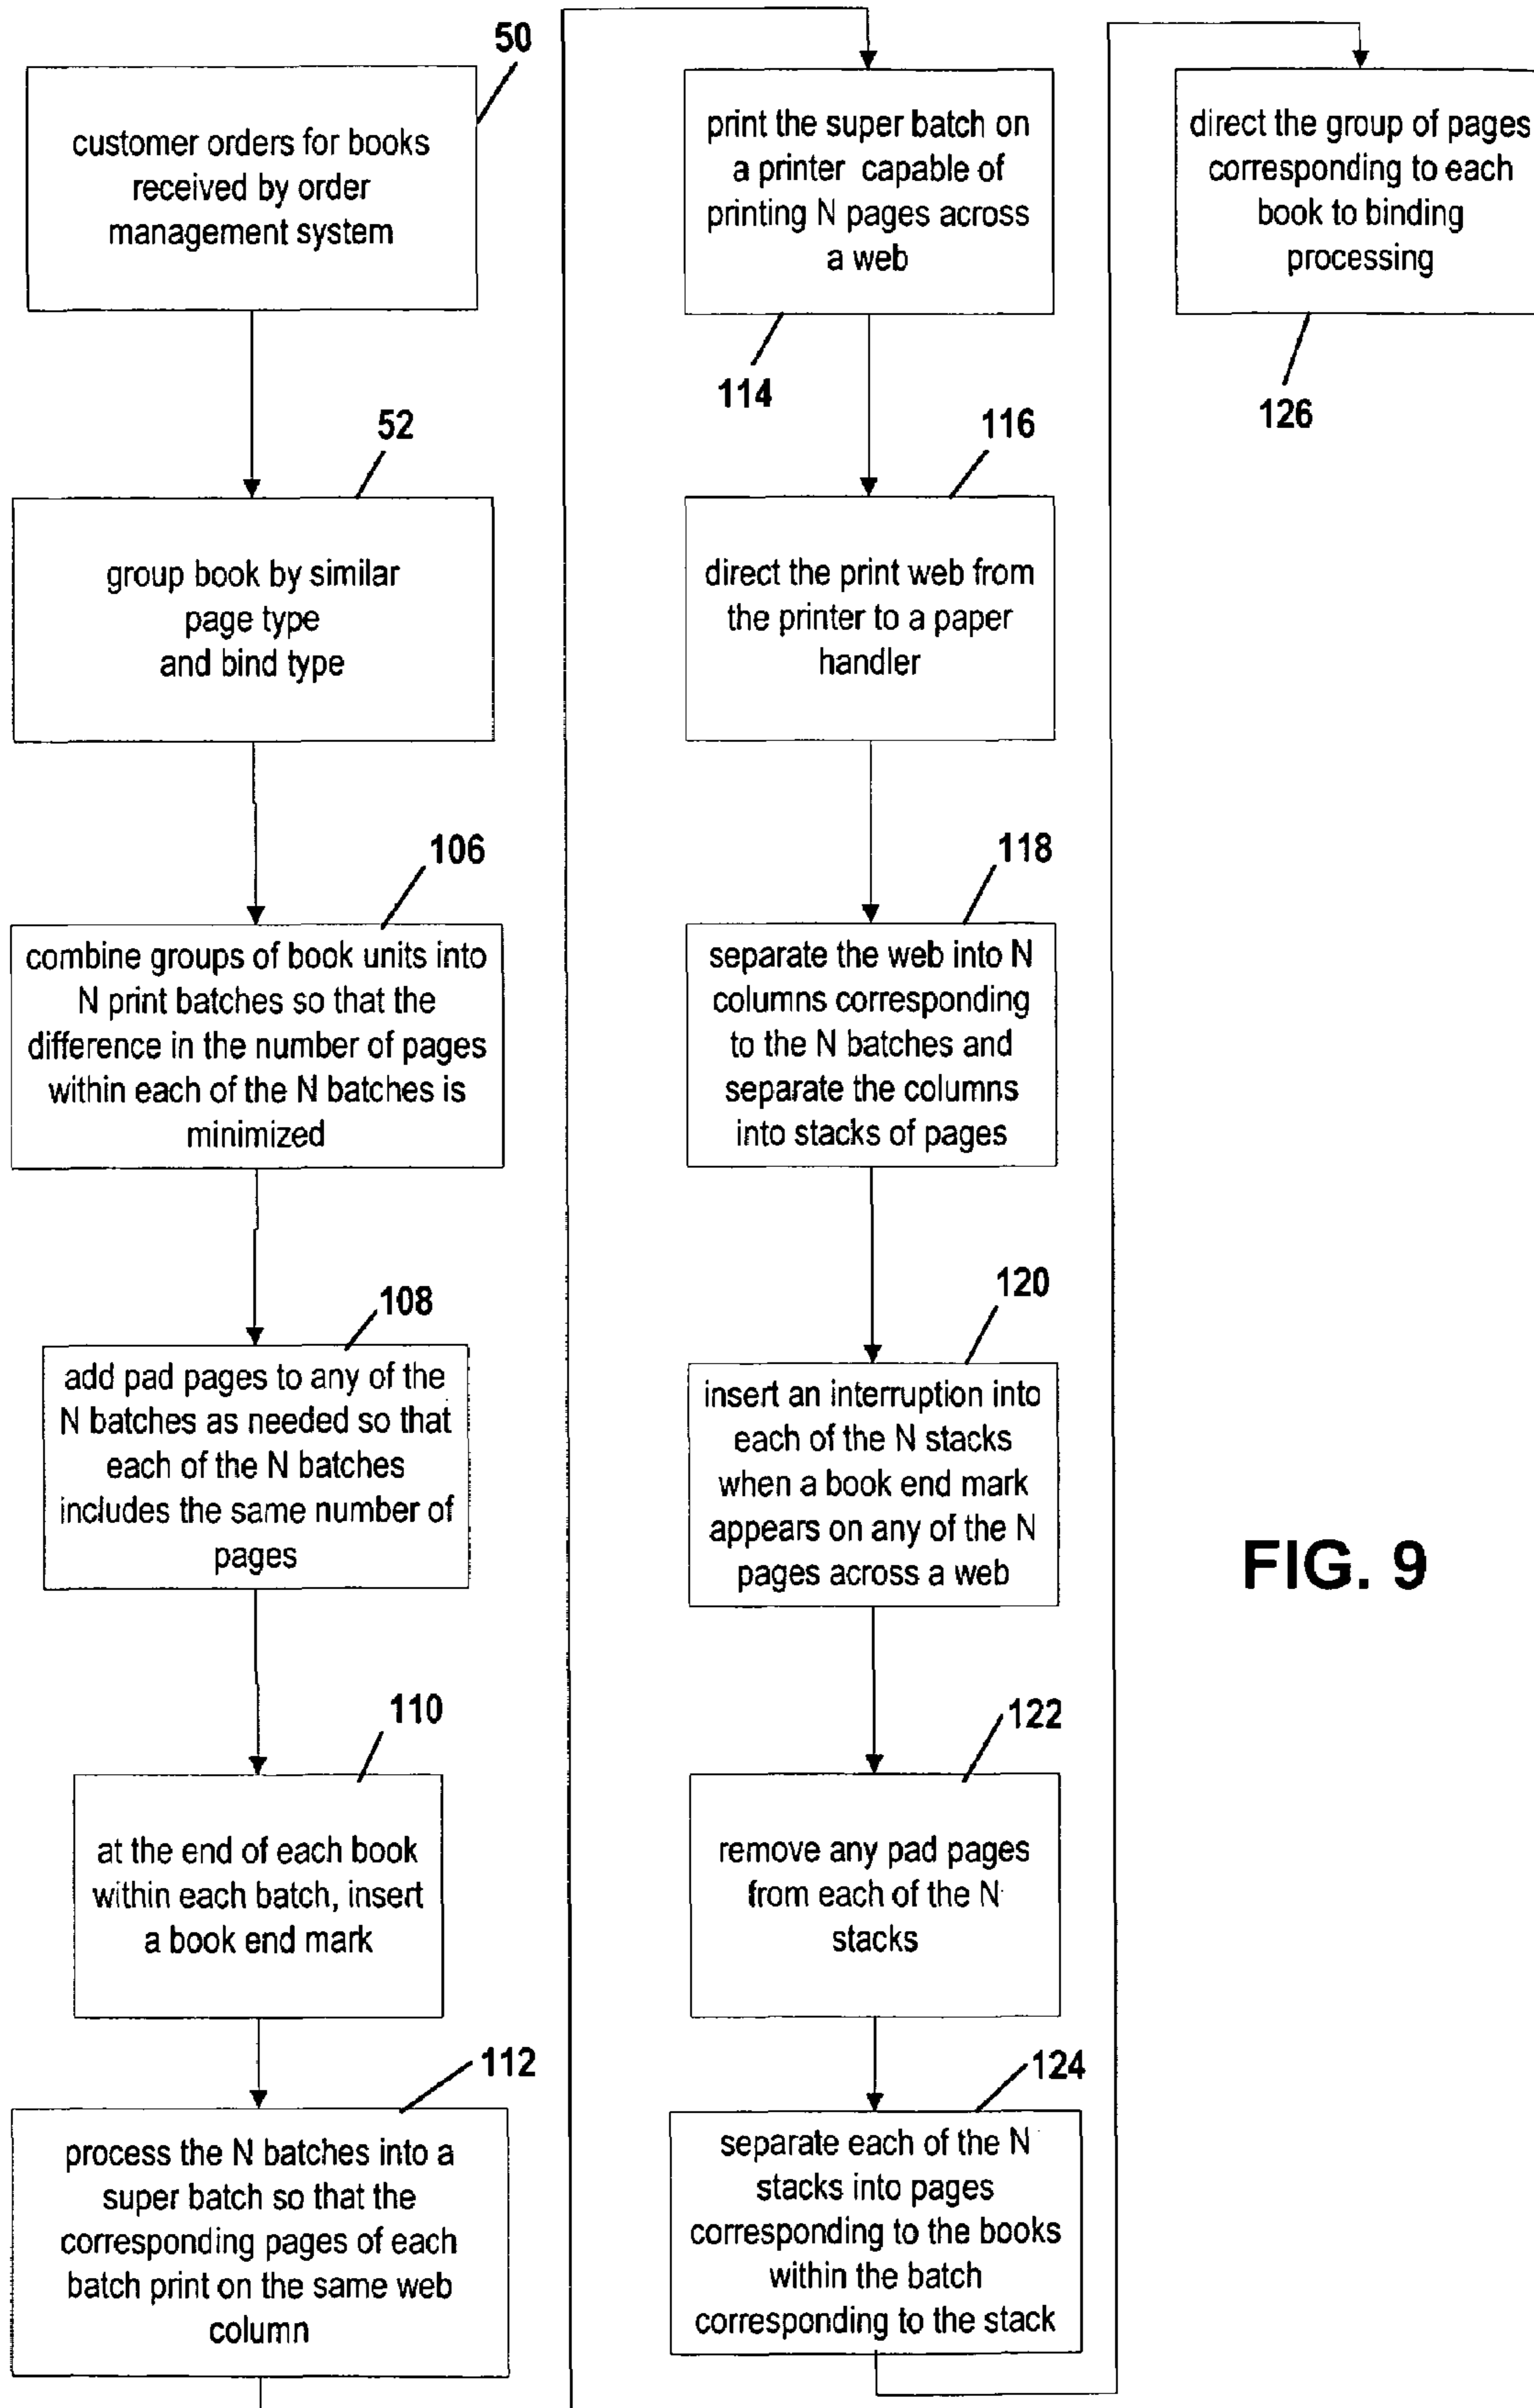 50
customer orders for books
received by order
management system
52
group book by similar
page type
and bind type
106
combine groups of book units into
N print batches so that the
difference in the number of pages
within each of the N batches is
minimized
108
add pad pages to any of the
N batches as needed so that
each of the N batches
includes the same number of
pages
110
at the end of each book
within each batch, insert
a book end mark
112
process the N batches into a
super batch so that the
corresponding pages of each
batch print on the same web
column
print the super batch on
a printer capable of
printing N pages across
a web
114
116
direct the print web from
the printer to a paper
handler
118
separate the web into N
columns corresponding
to the N batches and
separate the columns
into stacks of pages
120
insert an interruption into
each of the N stacks
when a book end mark
appears on any of the N
pages across a web
122
remove any pad pages
from each of the N
stacks
124
separate each of the N
stacks into pages
corresponding to the books
within the batch
corresponding to the stack
direct the group of pages
corresponding to each
book to binding
processing
126
FIG. 9